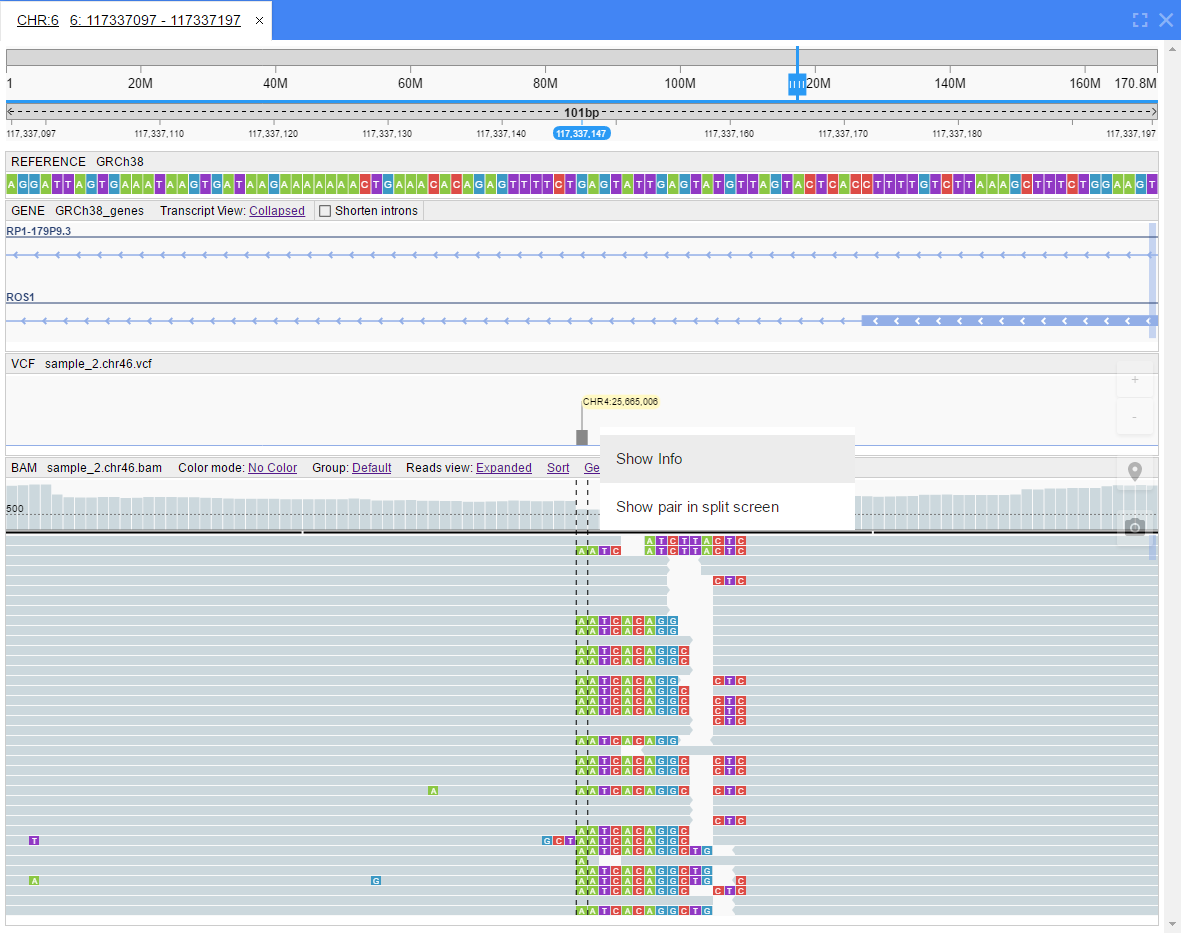 CHR:6 6: 117337097 - 117337197 ×
1 20M 40M 60M 80M 100M 20M 140M 160M 170.8M
101bp
117,337,097 117,337,110 117,337,120 117,337,130 117,337,140 117,337,147 117,337,160 117,337,170 117,337,180 117,337,197
REFERENCE GRCh38
AGGATTAGTGAAATAAGTGATAAGAAAAAAACTGAAACACAGAGTTTTCTGAGTATTGAGTATGTTAGTACTCACCTTTTGTCTTAAAGCTTTCTGGAAGT
GENE GRCh38_genes Transcript View: Collapsed Shorten introns
RP1-179P9.3
ROS1
VCF sample_2.chr46.vcf
+
CHR4:25,665,006
-
Show Info
BAM sample_2.chr46.bam Color mode: No Color Group: Default Reads view: Expanded Sort Ge
Show pair in split screen
500
ATCTTACTC
AATC ATCTTACTC
CTC
AATCACAGG
AATCACAGG
AATCACAGGC
AATCACAGGC
AATCACAGG CTC
AATCACAGGC
AATCACAGGC CTC
AATCACAGGC CTC
CTC
AATCACAGG
AATCACAGGC CTC
AATCACAGGC CTC
A AATCACAGGC CTC
CTC
AATCACAGGC
T GCTAATCACAGGC
AATCACAGGCTG
A
AATCACAGGCTG
A G AATCACAGGCTG C
AATCACAGGC CTC
AATCACAGGCTG